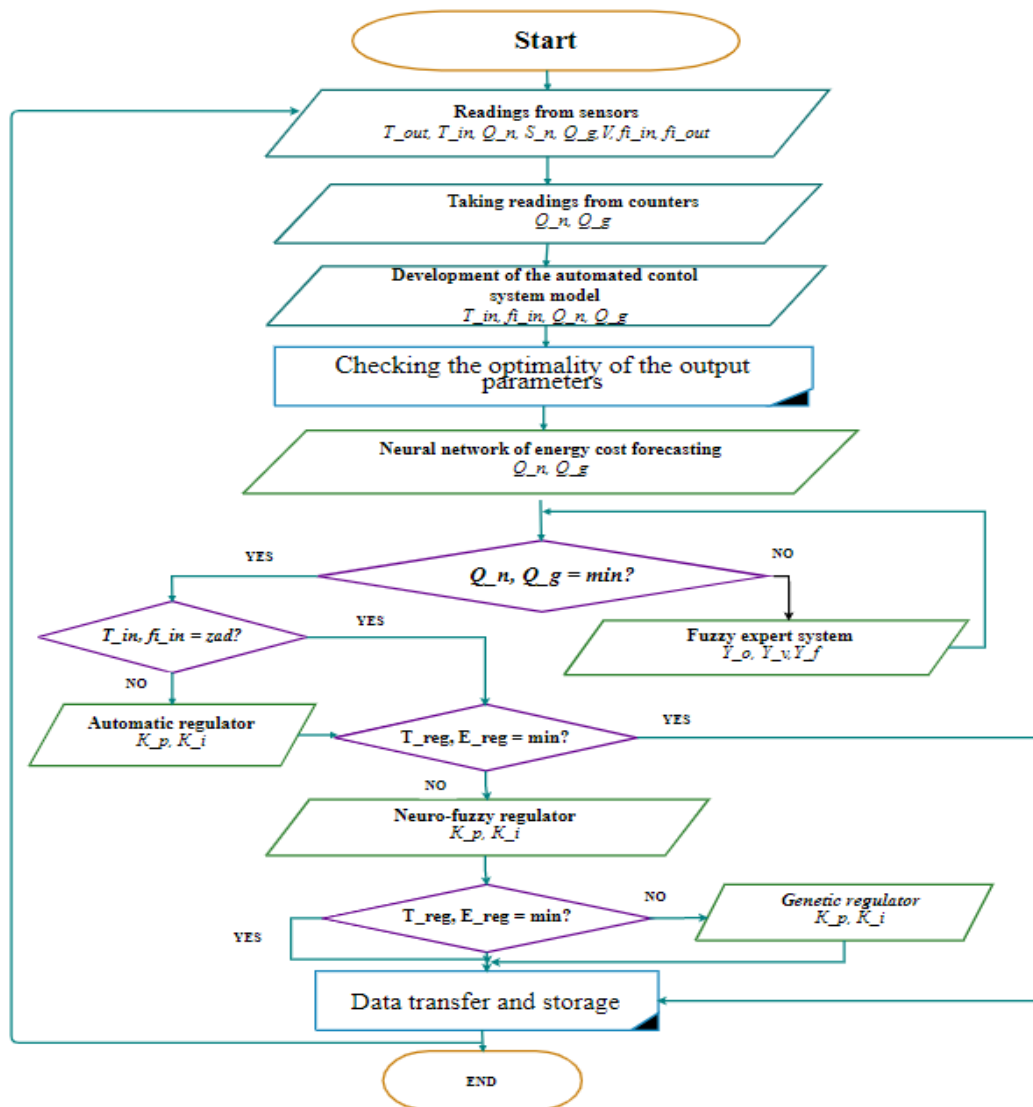 Start
Readings from sensors
T_out, T_in, Q_n, S_n, Q_g,V, fi_in, fi_out
Taking readings from counters
Q_n, Q_g
Development of the automated contol
system model
T_in, fi_in, Q_n, Q_g
Checking the optimality of the output
parameters
Neural network of energy cost forecasting
Q_n, Q_g
YES
NO
Q_n, Q_g = min?
T_in, fi_in = zad?
YES
Fuzzy expert system
Y_o, Y_v,Y_f
NO
Automatic regulator
K_p, K_i
T_reg, E_reg = min?
YES
NO
Neuro-fuzzy regulator
K_p, K_i
T_reg, E_reg = min?
NO
Genetic regulator
K_p, K_i
YES
Data transfer and storage
END